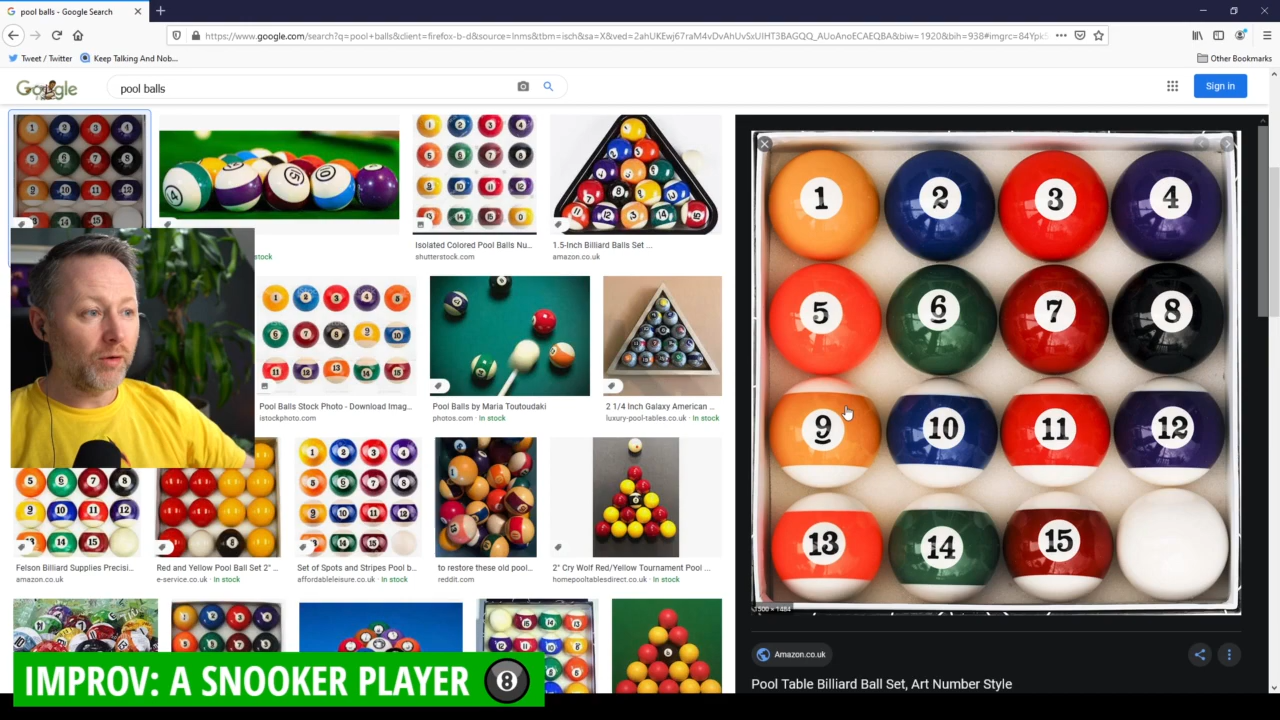 pool balls - Google Search
https://www.google.com/search?q=pool+balls&client=firefox-b-d&source=lnms&tbm=isch&sa=X&ved=2ahUKEwj67raM4vDvAhUvSxUIHT3BAGQQ_AUoAnoECAEQBA&biw=1920&bih=938#imgrc=84Ypk
Tweet / Twitter
Keep Talking And Nob...
Other Bookmarks
Google
pool balls
Sign in
stock
Isolated Colored Pool Balls Nu...
shutterstock.com
1.5-Inch Billiard Balls Set ...
amazon.co.uk
Pool Balls Stock Photo - Download Imag...
istockphoto.com
Pool Balls by Maria Toutoudaki
photos.com · In stock
2 1/4 Inch Galaxy American ...
luxury-pool-tables.co.uk · In stock
Felson Billiard Supplies Precisi...
amazon.co.uk
Red and Yellow Pool Ball Set 2" ...
e-service.co.uk · In stock
Set of Spots and Stripes Pool b...
affordableleisure.co.uk · In stock
to restore these old pool...
reddit.com
2" Cry Wolf Red/Yellow Tournament Pool ...
homepooltablesdirect.co.uk · In stock
1 2 3 4
5 6 7 8
9 10 11 12
13 14 15
1500 × 1484
Amazon.co.uk
Pool Table Billiard Ball Set, Art Number Style
IMPROV: A SNOOKER PLAYER 8